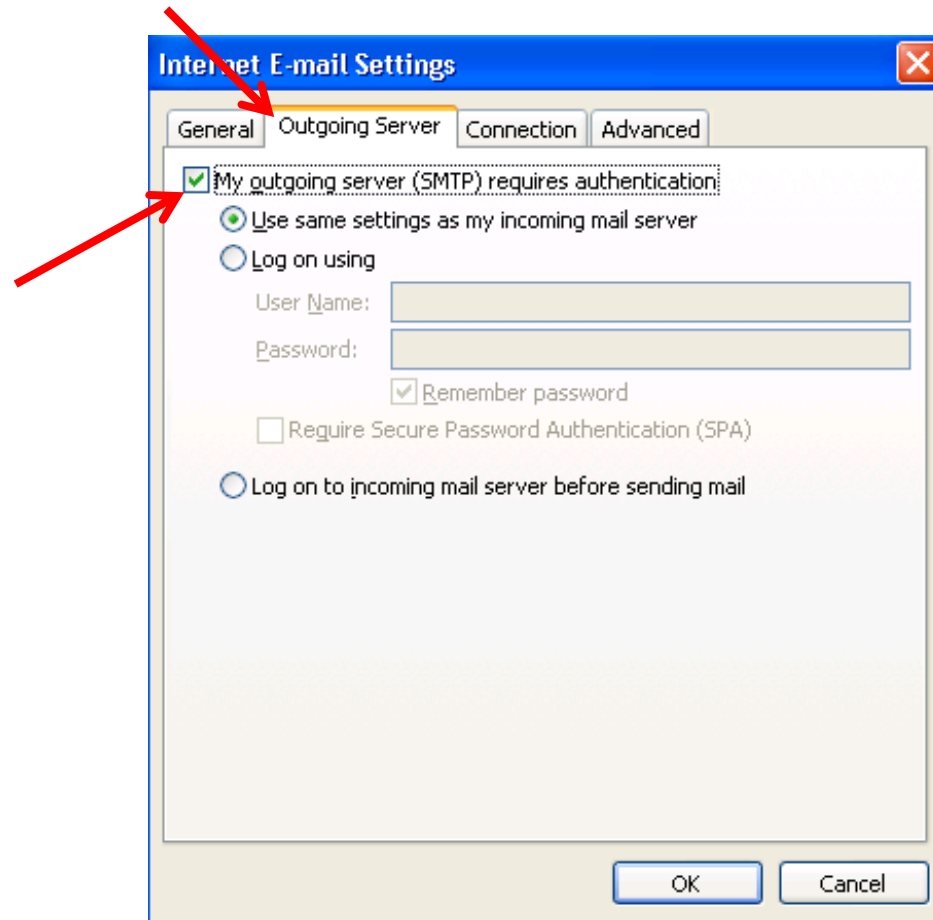 Internet E-mail Settings
General Outgoing Server Connection Advanced
My outgoing server (SMTP) requires authentication
Use same settings as my incoming mail server
Log on using
User Name:
Password:
Remember password
Require Secure Password Authentication (SPA)
Log on to incoming mail server before sending mail
OK Cancel